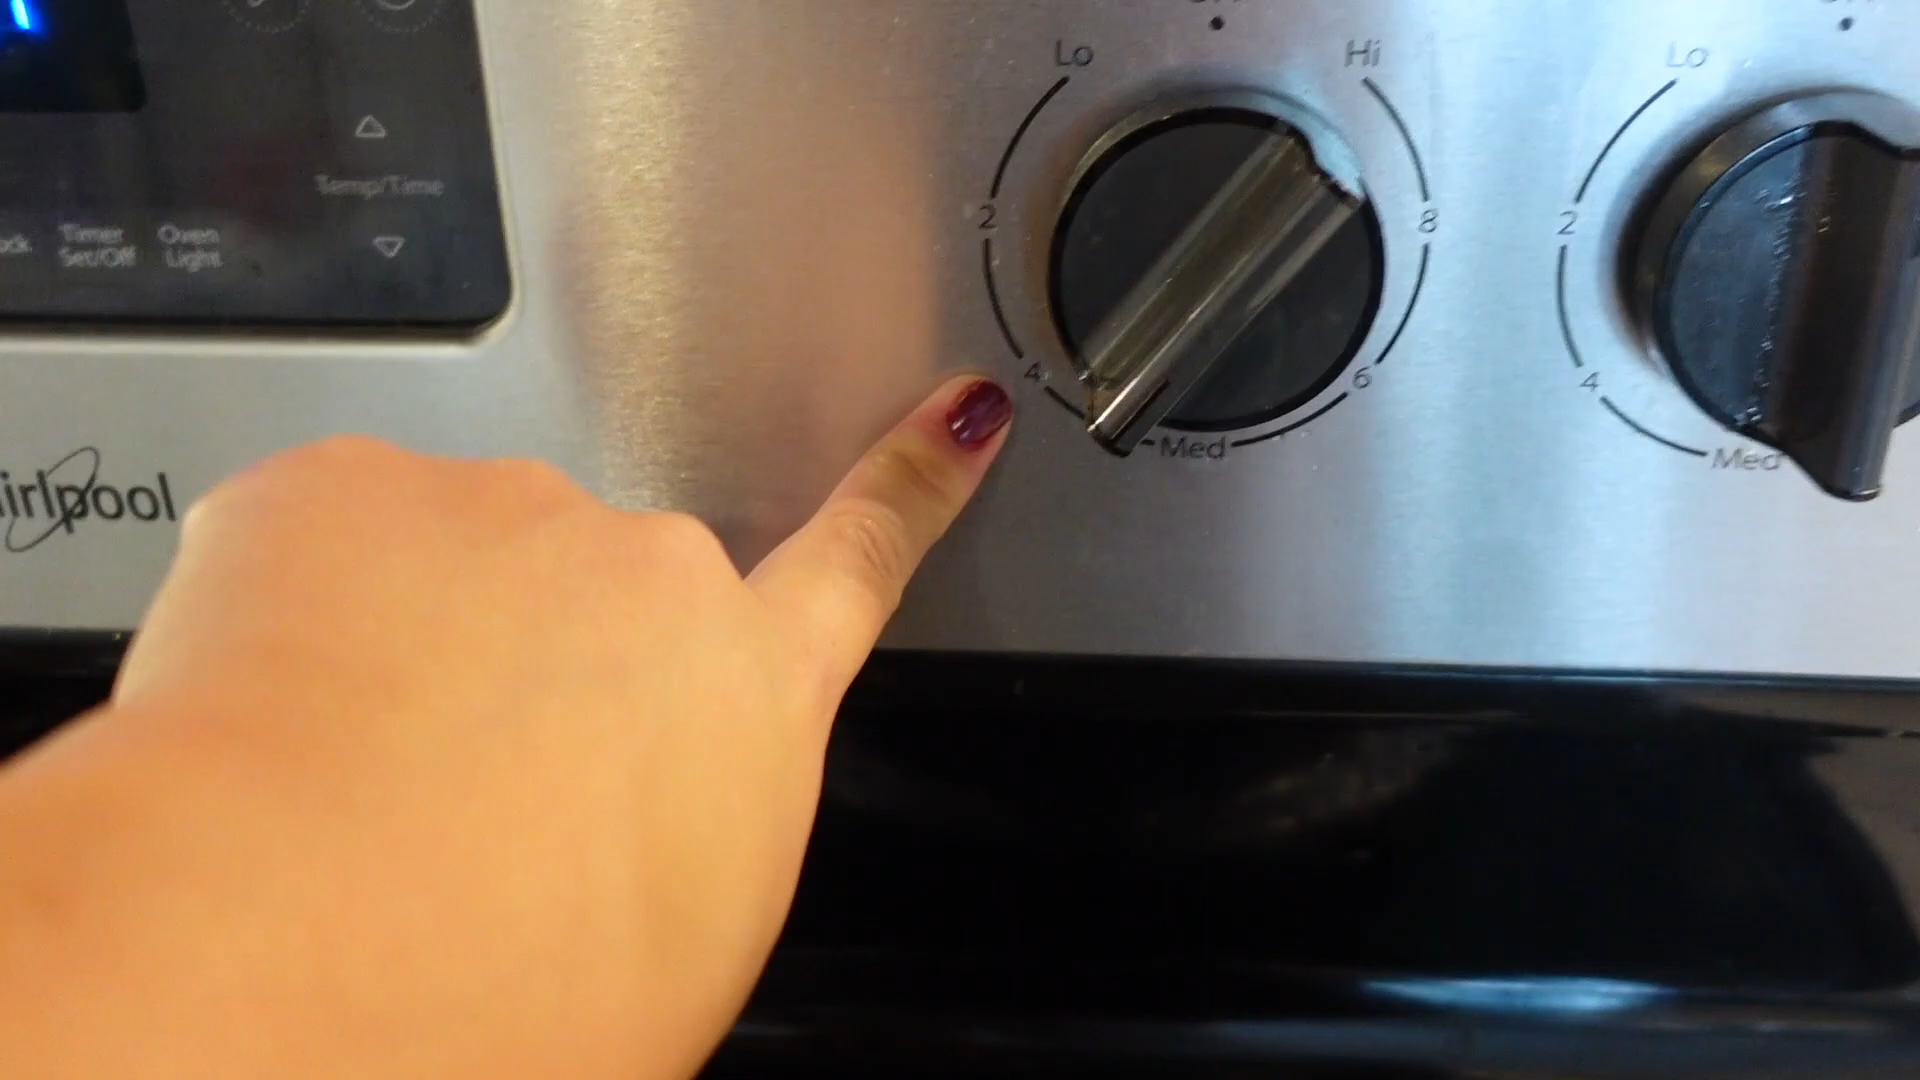 Lo
Hi
Lo
Temp/Time
2
8
2
Timer
Set/Off
Oven
Light
4
6
4
Med
Med
irlpool